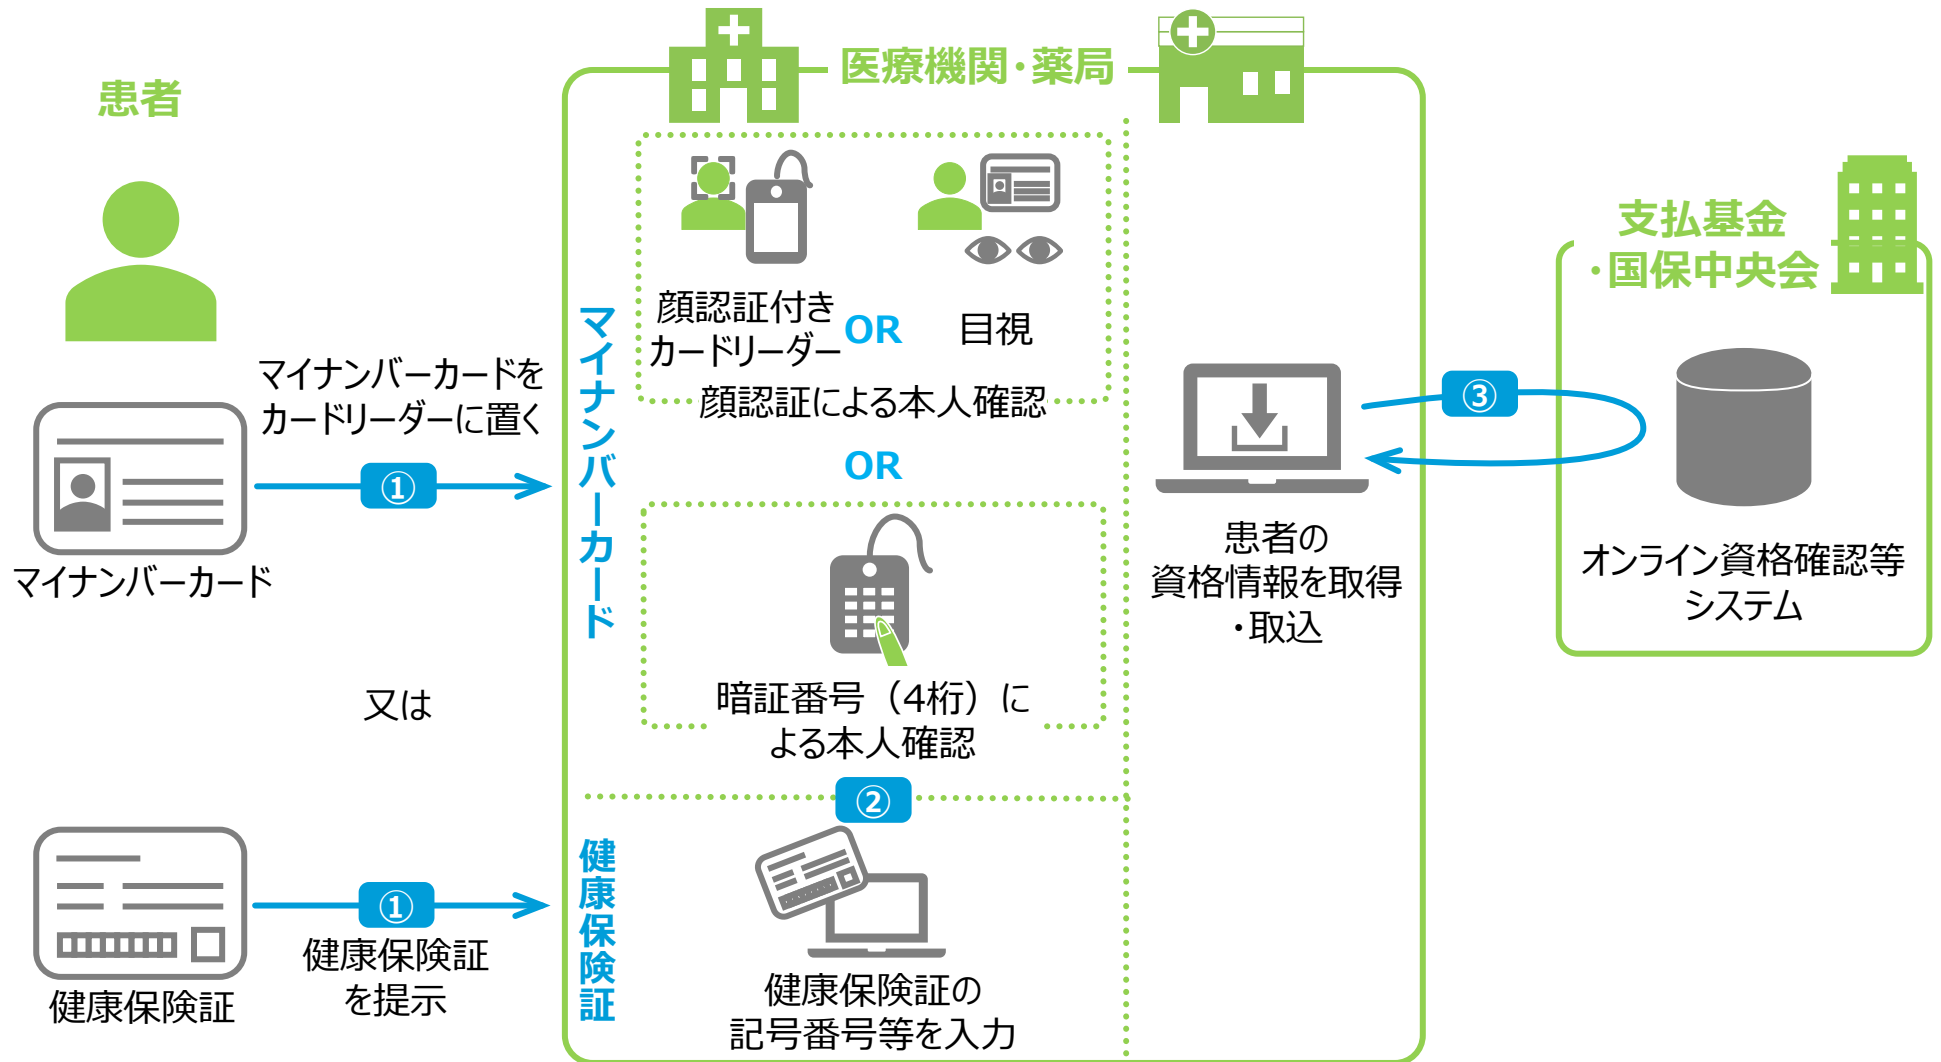 患者
マイナンバーカード
マイナンバーカードを
カードリーダーに置く
①
又は
健康保険証
①
健康保険証
を提示
医療機関・薬局
マイナンバーカード
顔認証付き
カードリーダー
OR
目視
顔認証による本人確認
OR
暗証番号（4桁）に
よる本人確認
②
健康保険証
健康保険証の
記号番号等を入力
患者の
資格情報を取得
・取込
③
支払基金
・国保中央会
オンライン資格確認等
システム